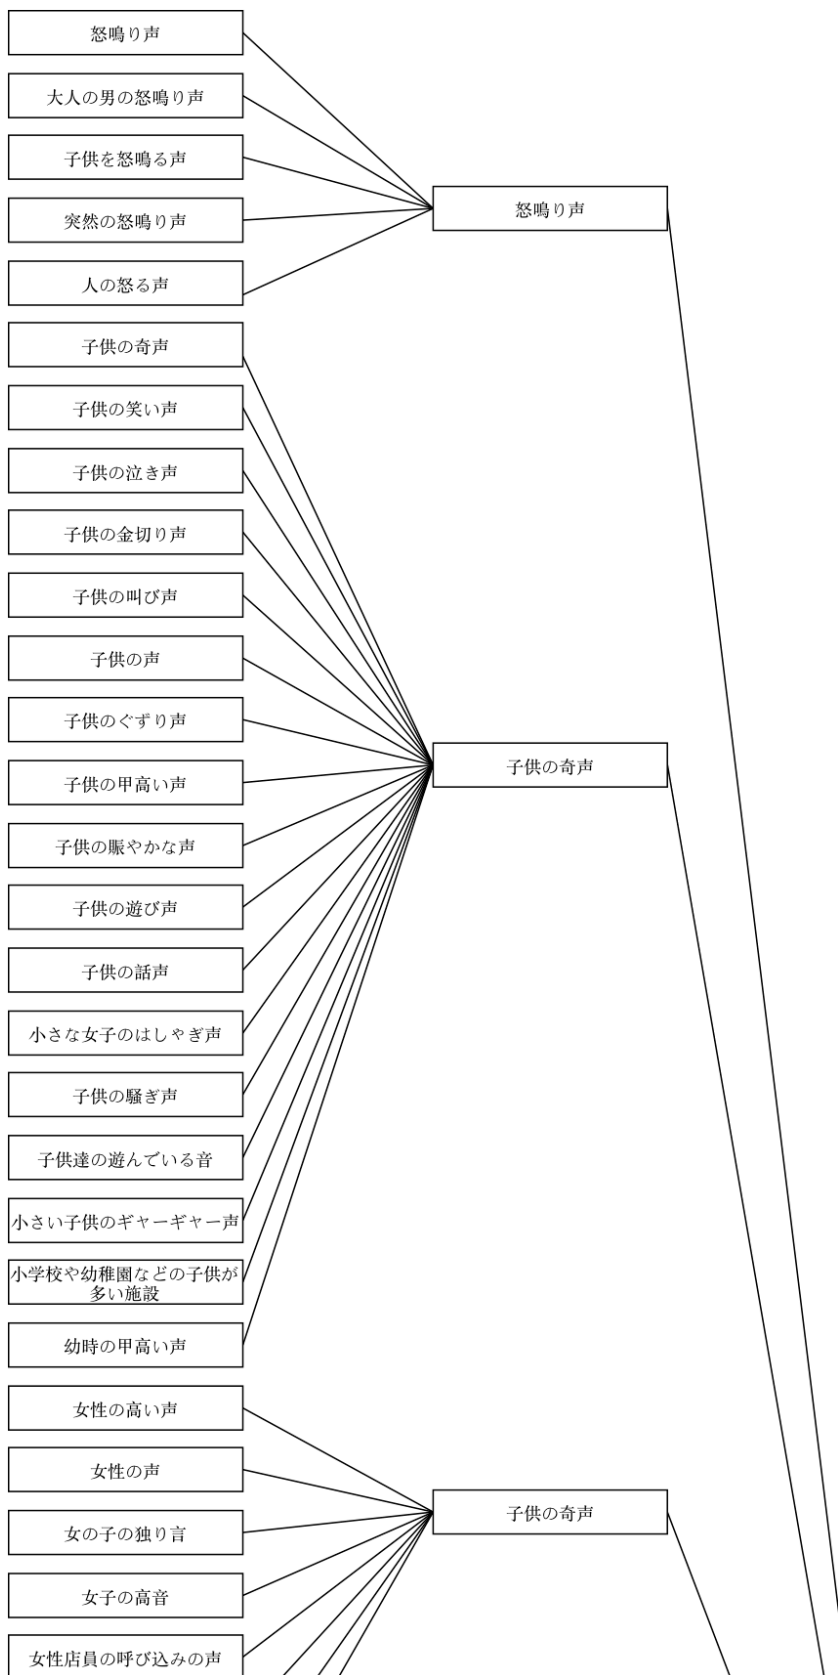 怒鳴り声
大人の男の怒鳴り声
子供を怒鳴る声
突然の怒鳴り声
人の怒る声
怒鳴り声
子供の奇声
子供の笑い声
子供の泣き声
子供の金切り声
子供の叫び声
子供の声
子供のぐずり声
子供の甲高い声
子供の賑やかな声
子供の遊び声
子供の話声
小さな女子のはしゃぎ声
子供の騒ぎ声
子供達の遊んでいる音
小さい子供のギャーギャー声
小学校や幼稚園などの子供が
多い施設
幼時の甲高い声
子供の奇声
女性の高い声
女性の声
女の子の独り言
女子の高音
女性店員の呼び込みの声
子供の奇声